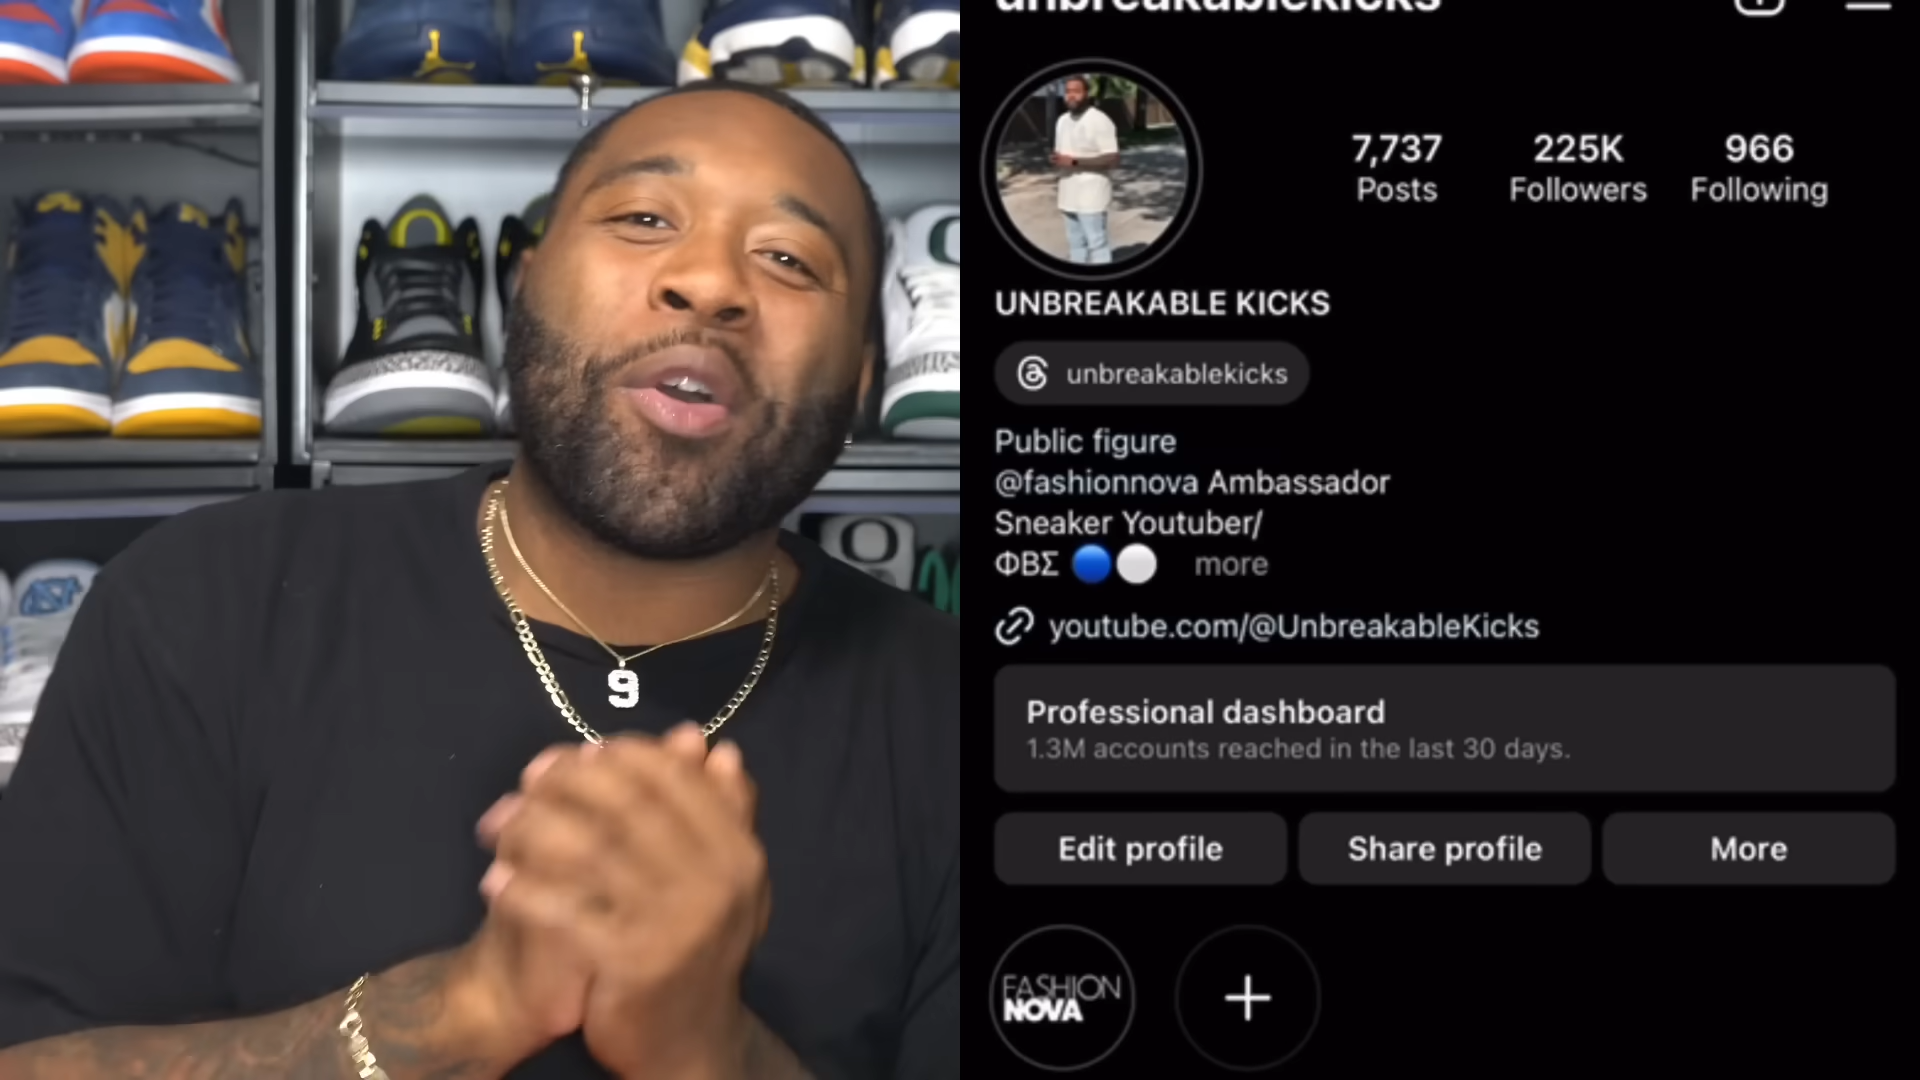 unbreakablekicks
7,737
Posts
225K
Followers
966
Following
UNBREAKABLE KICKS
unbreakablekicks
Public figure
@fashionnova Ambassador
Sneaker Youtuber/
ΦΒΣ 🔵⚪ more
youtube.com/@UnbreakableKicks
Professional dashboard
1.3M accounts reached in the last 30 days.
Edit profile
Share profile
More
FASHION
NOVA
9
O
O